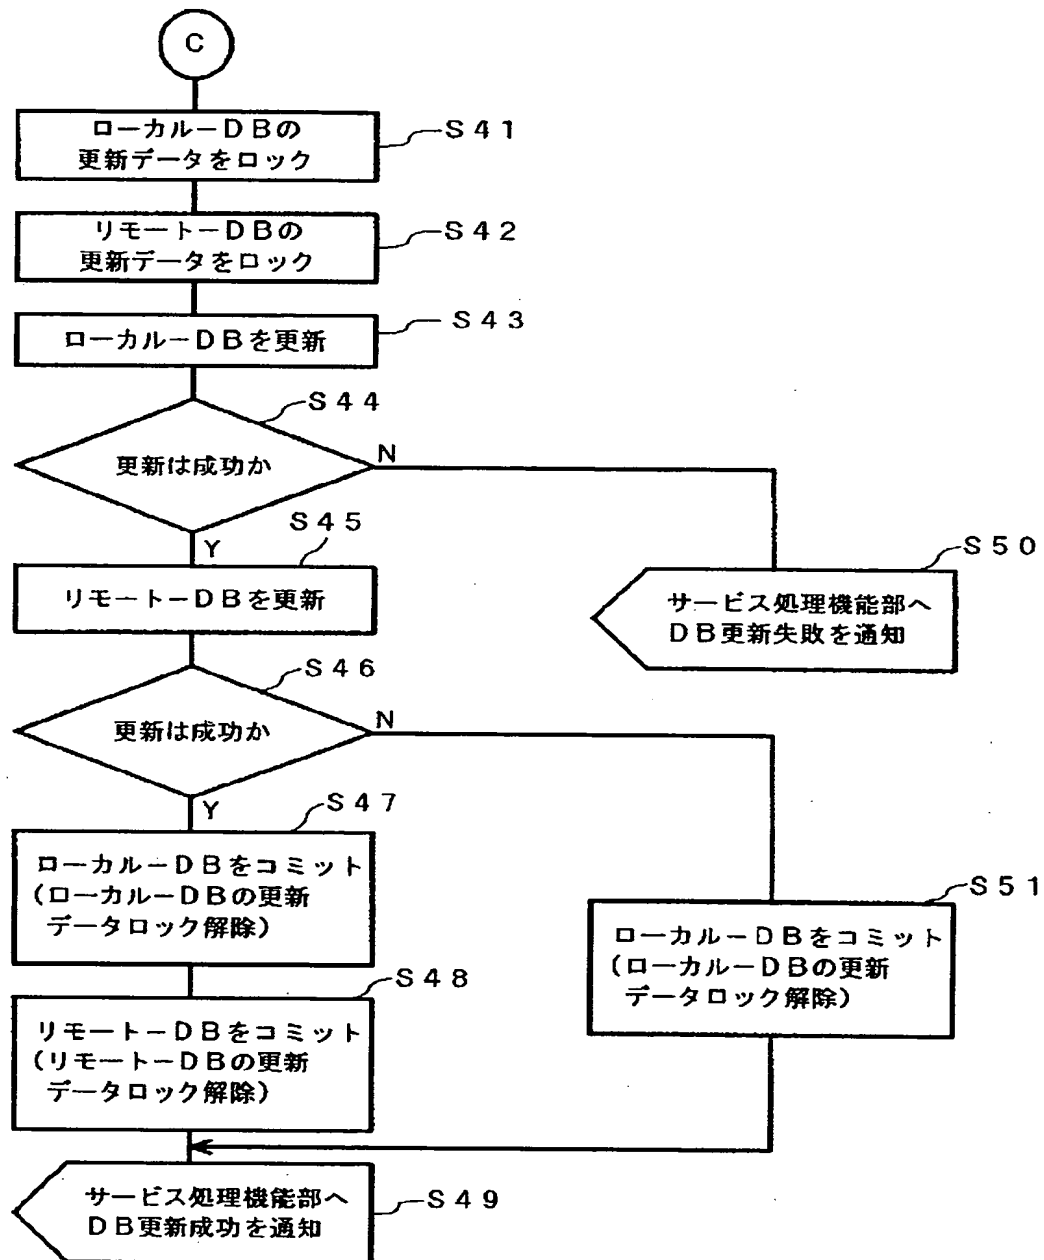 C
ローカルーDBの
更新データをロック
S41
リモートーDBの
更新データをロック
S42
ローカルーDBを更新
S43
S44
更新は成功か
N
Y
S45
リモートーDBを更新
S50
サービス処理機能部へ
DB更新失敗を通知
S46
更新は成功か
N
Y
S47
ローカルーDBをコミット
(ローカルーDBの更新
データロック解除)
S51
ローカルーDBをコミット
(ローカルーDBの更新
データロック解除)
S48
リモートーDBをコミット
(リモートーDBの更新
データロック解除)
サービス処理機能部へ
DB更新成功を通知
S49